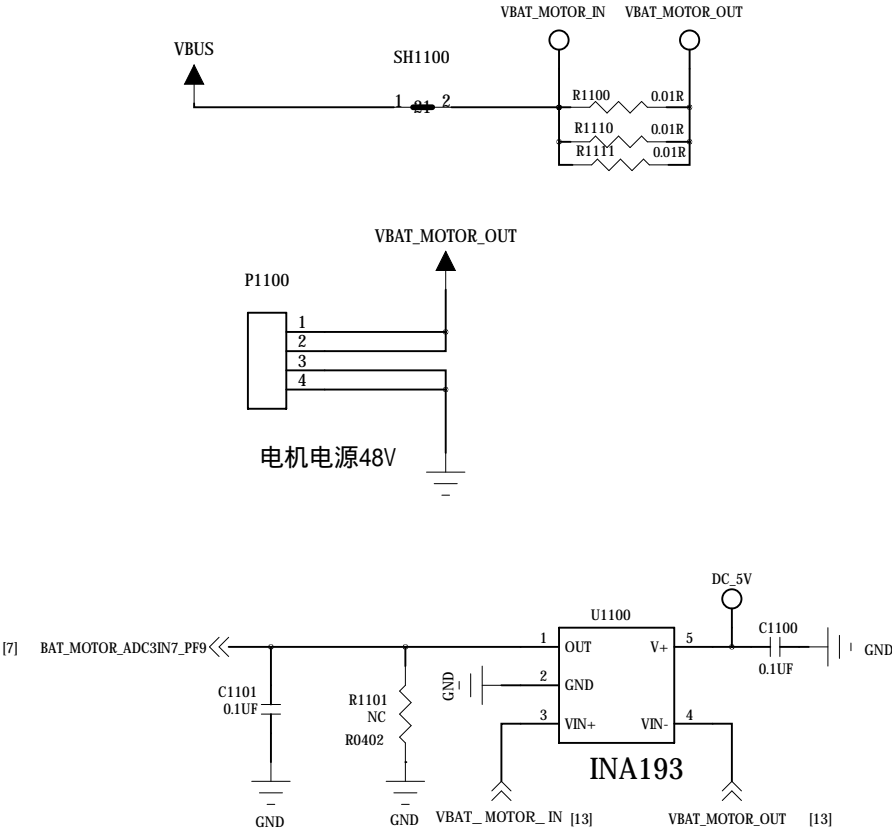 VBAT_MOTOR_IN VBAT_MOTOR_OUT
VBUS
SH1100
1 2
R1100 0.01R
R1110 0.01R
R1111 0.01R
VBAT_MOTOR_OUT
P1100
1
2
3
4
电机电源48V
DC_5V
U1100
C1100
0.1UF
GND
[7] BAT_MOTOR_ADC3IN7_PF9
1 OUT V+ 5
2 GND
GND
3 VIN+ VIN- 4
INA193
C1101
0.1UF
R1101
NC
R0402
GND
GND
VBAT_MOTOR_IN [13]
VBAT_MOTOR_OUT [13]